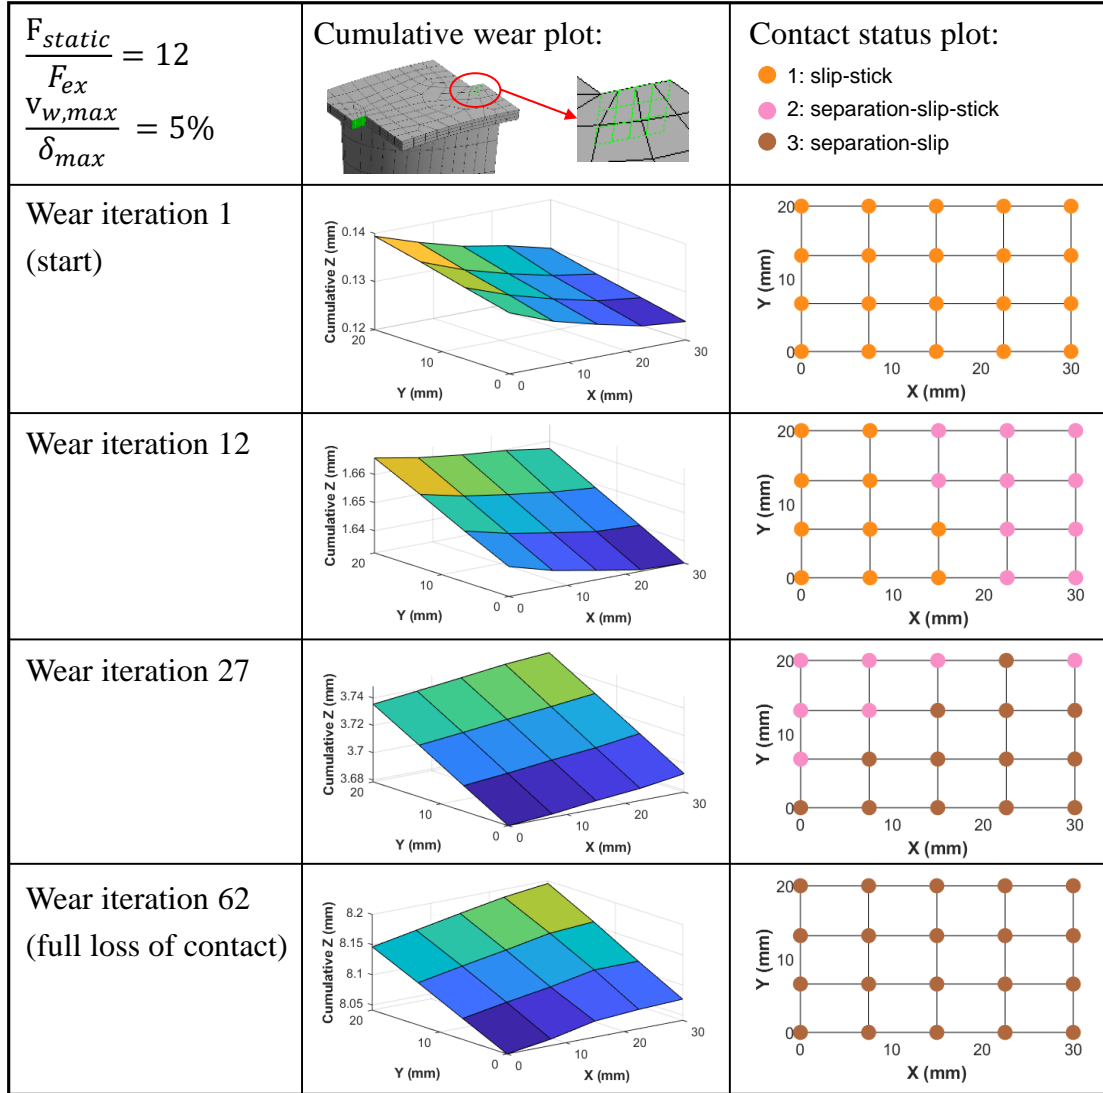 F_static / F_ex = 12
v_w,max / δ_max = 5%
Cumulative wear plot:
Contact status plot:
1: slip-stick
2: separation-slip-stick
3: separation-slip
Wear iteration 1
(start)
Cumulative Z (mm)
0.14
0.13
0.12
20
10
0
Y (mm)
0
10
20
30
X (mm)
Y (mm)
20
10
0
0
10
20
30
X (mm)
Wear iteration 12
Cumulative Z (mm)
1.66
1.65
1.64
20
10
0
Y (mm)
0
10
20
30
X (mm)
Y (mm)
20
10
0
0
10
20
30
X (mm)
Wear iteration 27
Cumulative Z (mm)
3.74
3.72
3.7
3.68
20
10
0
Y (mm)
0
10
20
30
X (mm)
Y (mm)
20
10
0
0
10
20
30
X (mm)
Wear iteration 62
(full loss of contact)
Cumulative Z (mm)
8.2
8.15
8.1
8.05
20
10
0
Y (mm)
0
10
20
30
X (mm)
Y (mm)
20
10
0
0
10
20
30
X (mm)